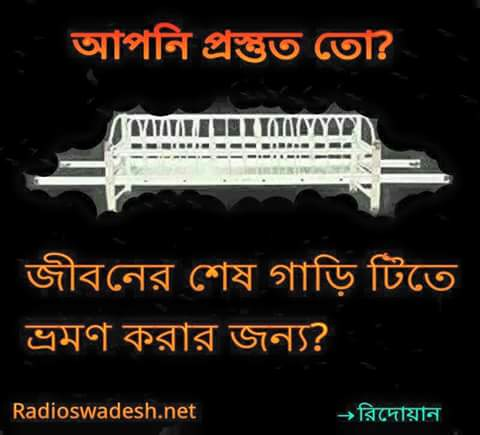 আপনি প্রস্তুত তো?
জীবনের শেষ গাড়ি টিতে
ভ্রমণ করার জন্য?
Radioswadesh.net
→রিদোয়ান